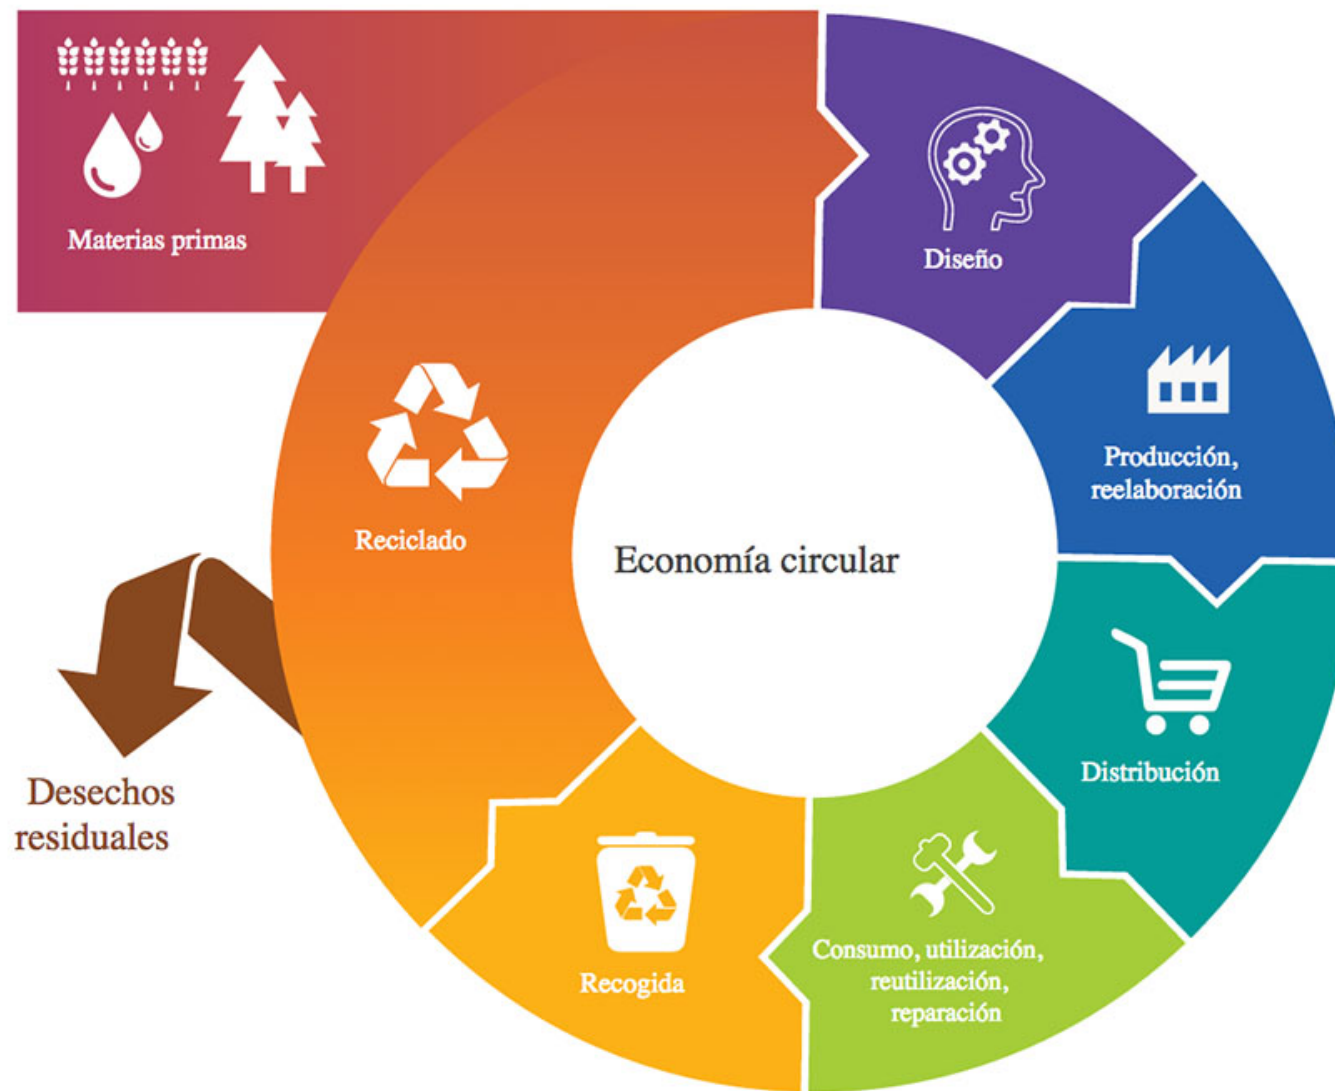 Materias primas
Diseño
Producción,
reelaboración
Reciclado
Economía circular
Distribución
Desechos
residuales
Consumo, utilización,
reutilización,
reparación
Recogida